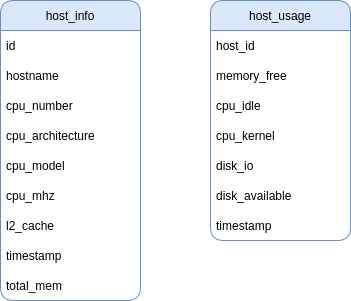 host_info
id
hostname
cpu_number
cpu_architecture
cpu_model
cpu_mhz
l2_cache
timestamp
total_mem
host_usage
host_id
memory_free
cpu_idle
cpu_kernel
disk_io
disk_available
timestamp